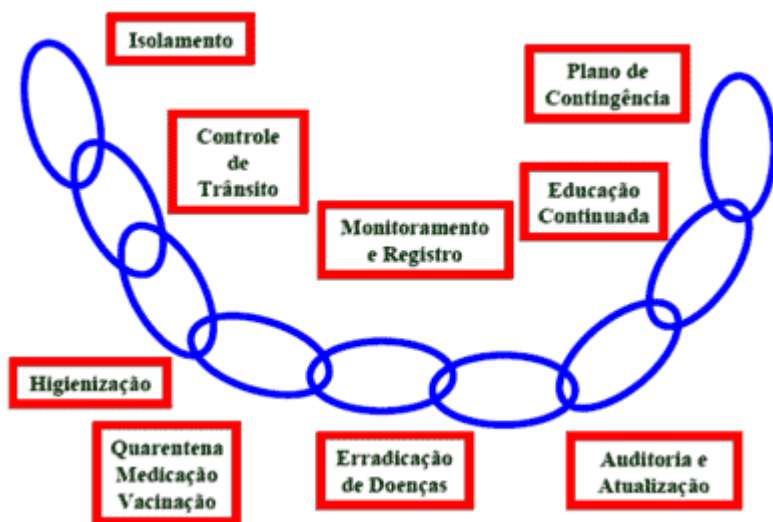 Isolamento
Plano de
Contingência
Controle
de
Trânsito
Educação
Continuada
Monitoramento
e Registro
Higienização
Quarentena
Medicação
Vacinação
Erradicação
de Doenças
Auditoria e
Atualização